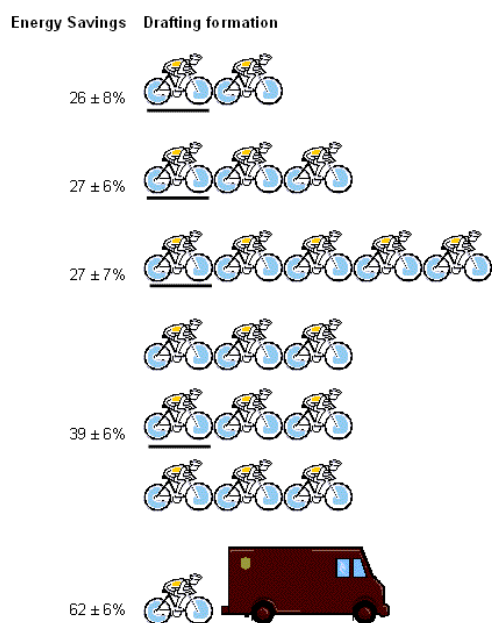 Energy Savings Drafting formation
26 ± 8%
27 ± 6%
27 ± 7%
39 ± 6%
62 ± 6%